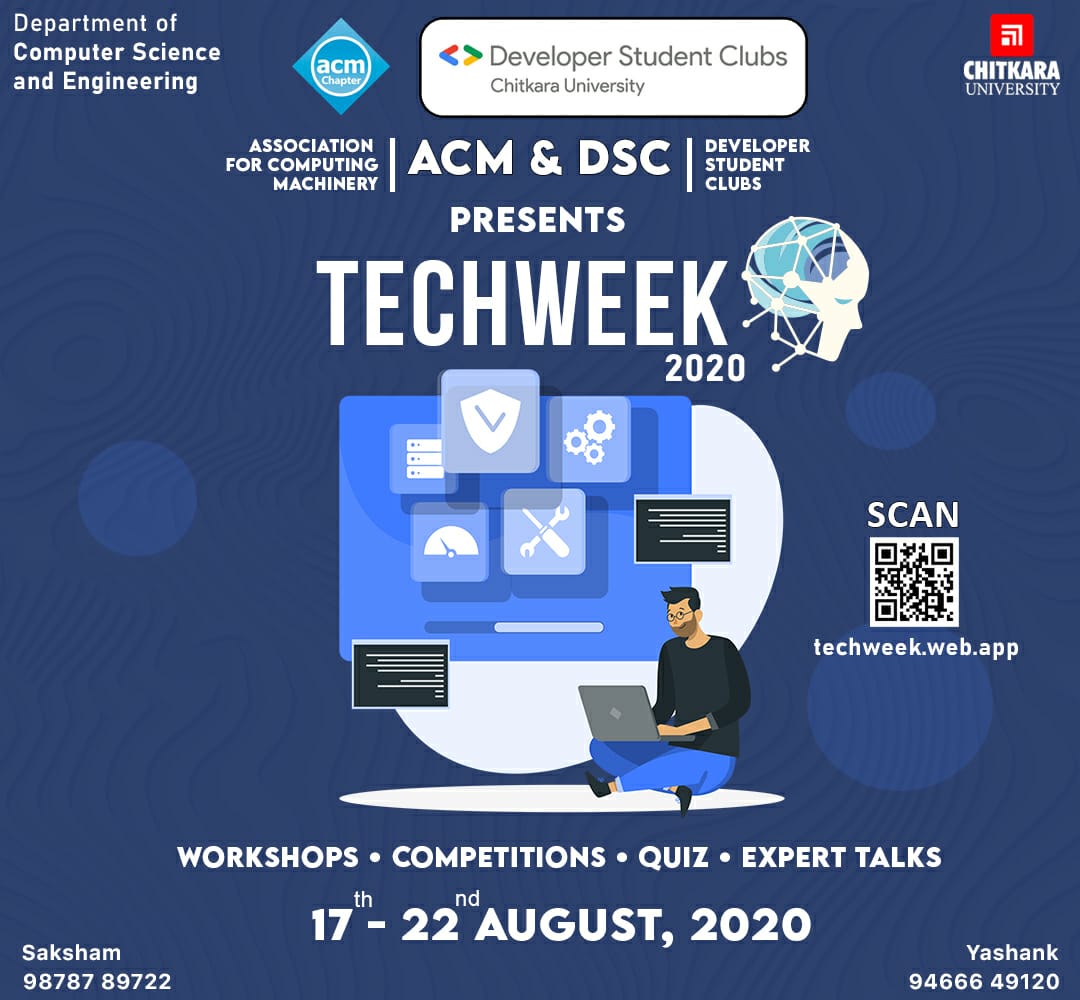 Department of
Computer Science
and Engineering
acm
Chapter
Developer Student Clubs
Chitkara University
CHITKARA
UNIVERSITY
ASSOCIATION
FOR COMPUTING
MACHINERY
ACM & DSC
DEVELOPER
STUDENT
CLUBS
PRESENTS
TECHWEEK
2020
SCAN
techweek.web.app
WORKSHOPS • COMPETITIONS • QUIZ • EXPERT TALKS
17th - 22nd AUGUST, 2020
Saksham
98787 89722
Yashank
94666 49120